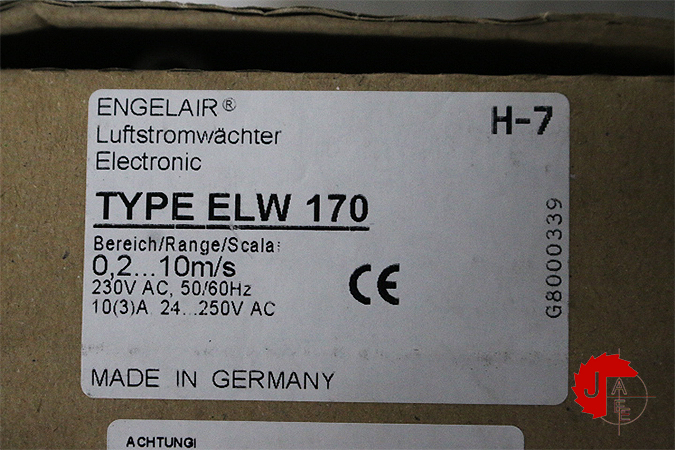 ENGELAIR®
Luftstromwächter
Electronic
H-7
TYPE ELW 170
Bereich/Range/Scala:
0,2...10m/s
230V AC, 50/60Hz
10(3)A 24...250V AC
CE
G8000339
MADE IN GERMANY
ACHTUNG!
J